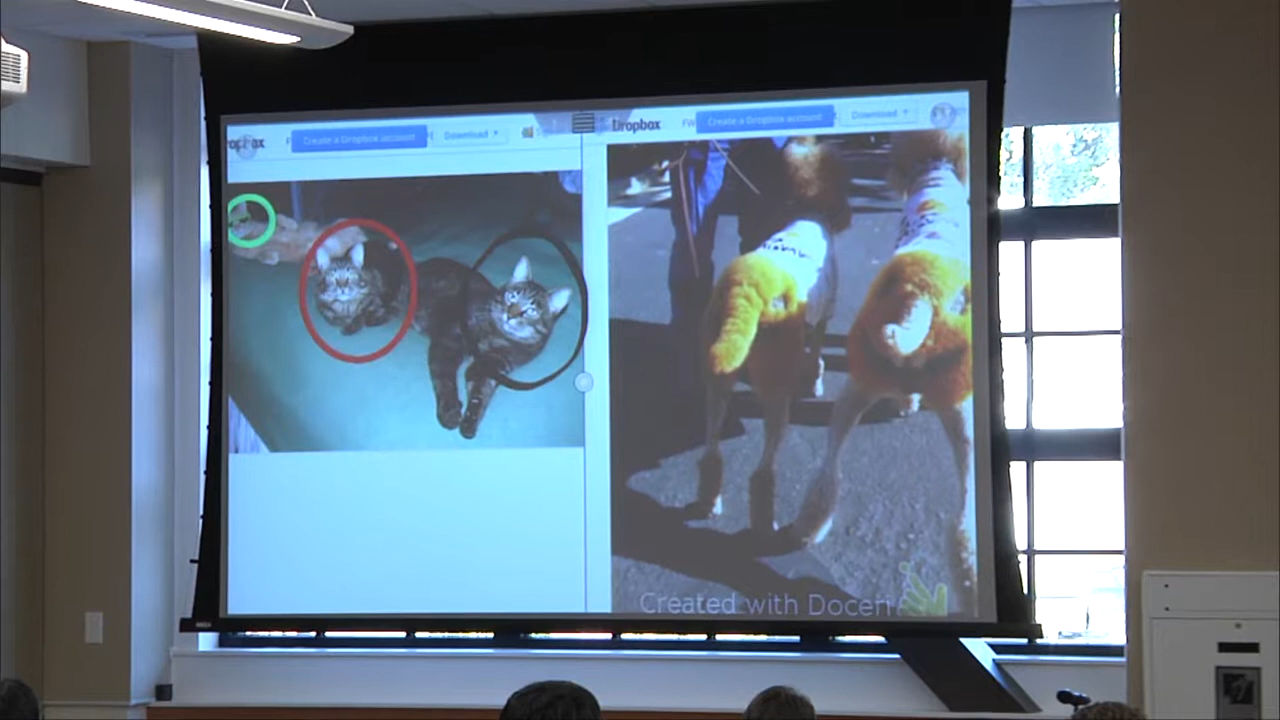 Create a Dropbox account
Download
Dropbox
Create a Dropbox account
Download
Created with Doceri